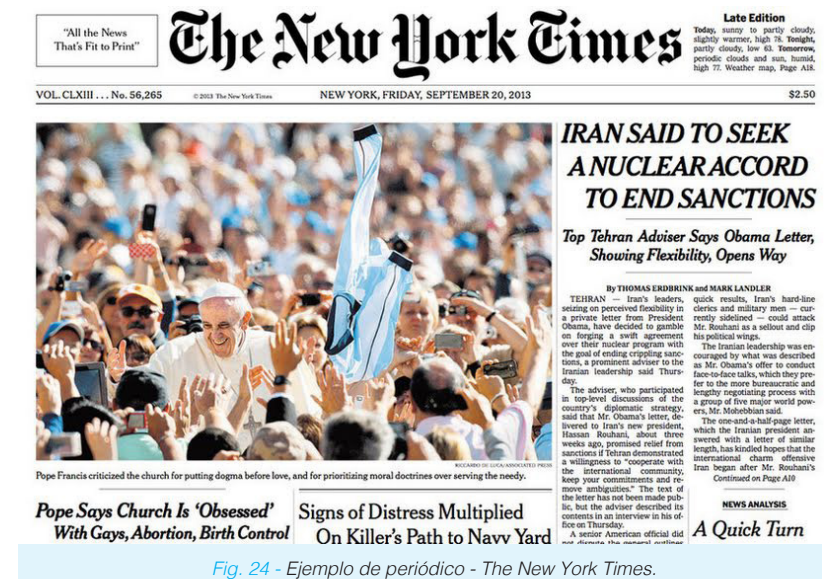 "All the News
That's Fit to Print"
The New York Times
Late Edition
Today, sunny to partly cloudy,
slightly warmer, high 78. Tonight,
partly cloudy, low 63. Tomorrow,
periodic clouds and sun, humid,
high 77. Weather map, Page A18.
VOL. CLXIII . . . No. 56,265
© 2013 The New York Times
NEW YORK, FRIDAY, SEPTEMBER 20, 2013
$2.50
RICCARDO DE LUCA/ASSOCIATED PRESS
Pope Francis criticized the church for putting dogma before love, and for prioritizing moral doctrines over serving the needy.
Pope Says Church Is 'Obsessed'
With Gays, Abortion, Birth Control
Signs of Distress Multiplied
On Killer's Path to Navy Yard
IRAN SAID TO SEEK
A NUCLEAR ACCORD
TO END SANCTIONS
Top Tehran Adviser Says Obama Letter,
Showing Flexibility, Opens Way
By THOMAS ERDBRINK and MARK LANDLER
TEHRAN — Iran's leaders,
seizing on perceived flexibility in
a private letter from President
Obama, have decided to gamble
on forging a swift agreement
over their nuclear program with
the goal of ending crippling sanc-
tions, a prominent adviser to the
Iranian leadership said Thurs-
day.
The adviser, who participated
in top-level discussions of the
country's diplomatic strategy,
said that Mr. Obama's letter, de-
livered to Iran's new president,
Hassan Rouhani, about three
weeks ago, promised relief from
sanctions if Tehran demonstrated
a willingness to "cooperate with
the international community,
keep your commitments and re-
move ambiguities." The text of
the letter has not been made pub-
lic, but the adviser described its
contents in an interview in his of-
fice on Thursday.
A senior American official did
not dispute the general outlines
quick results, Iran's hard-line
clerics and military men — cur-
rently sidelined — could attack
Mr. Rouhani as a sellout and clip
his political wings.
The Iranian leadership was en-
couraged by what was described
as Mr. Obama's offer to conduct
face-to-face talks, which they pre-
fer to the more bureaucratic and
lengthy negotiating process with
a group of five major world pow-
ers, Mr. Mohebbian said.
The one-and-a-half-page letter,
which the Iranian president an-
swered with a letter of similar
length, has kindled hopes that the
international charm offensive
Iran began after Mr. Rouhani's
Continued on Page A10
NEWS ANALYSIS
A Quick Turn
Fig. 24 - Ejemplo de periódico - The New York Times.